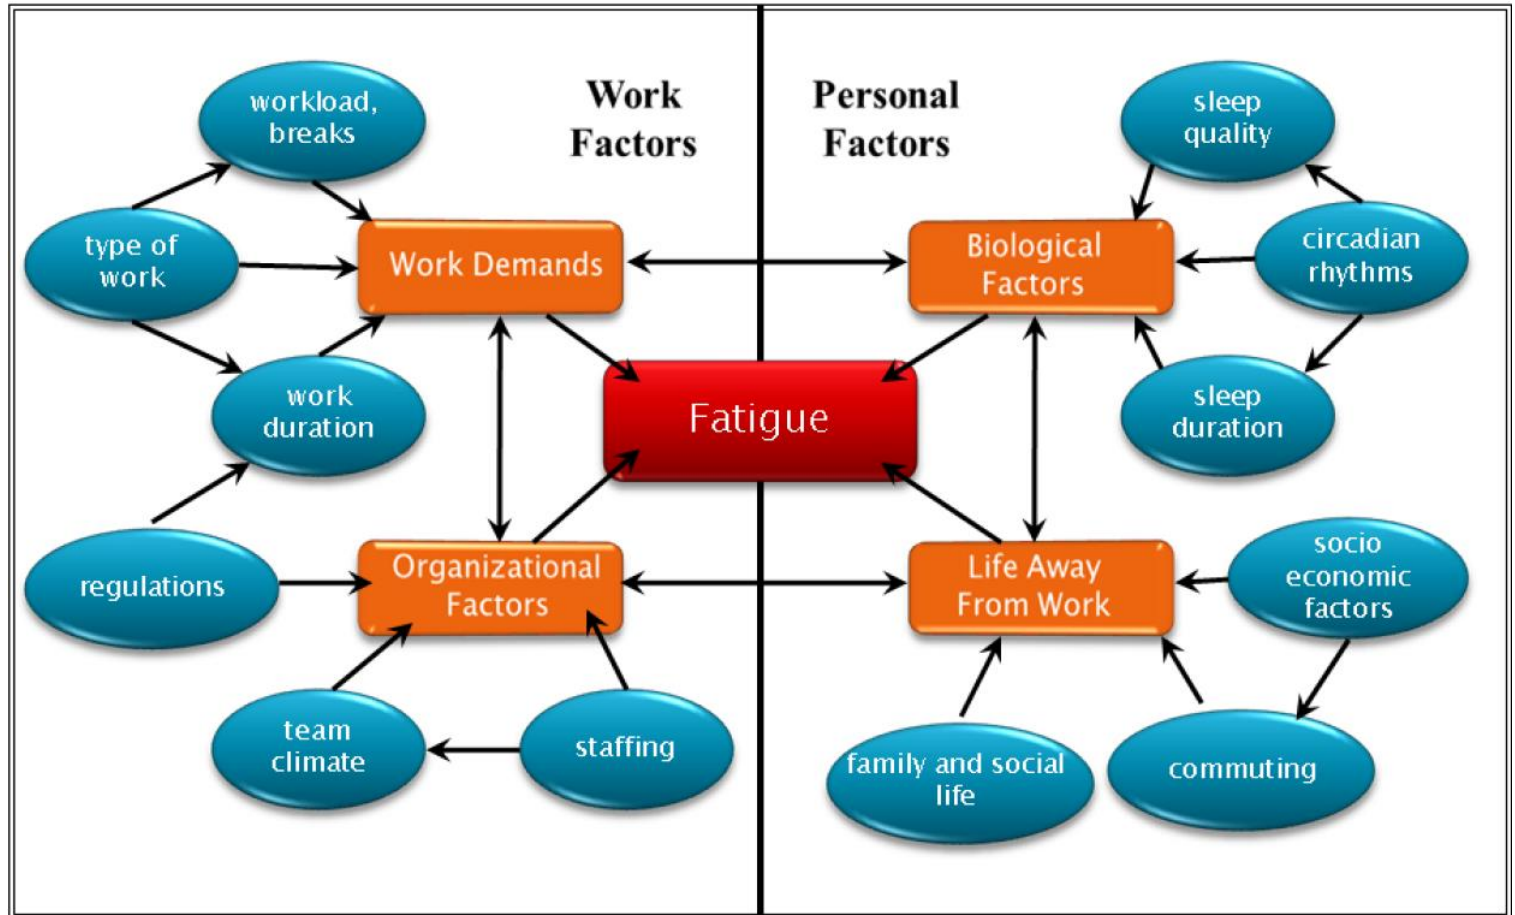 Work
Factors
Personal
Factors
workload,
breaks
sleep
quality
type of
work
Work Demands
Biological
Factors
circadian
rhythms
work
duration
Fatigue
sleep
duration
regulations
Organizational
Factors
Life Away
From Work
socio
economic
factors
team
climate
staffing
family and social
life
commuting